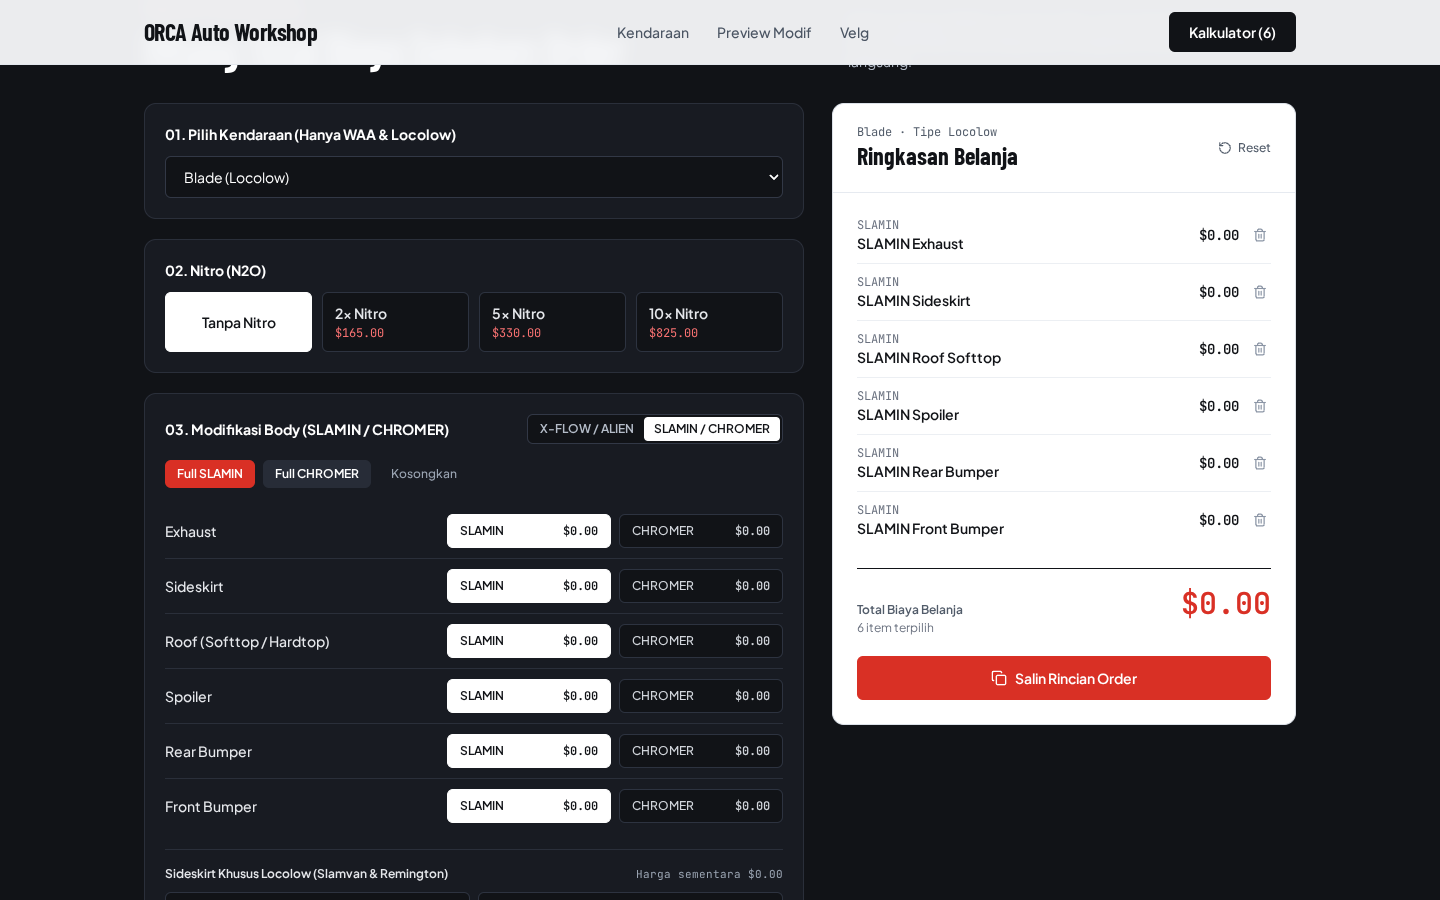 ORCA Auto Workshop
Kendaraan
Preview Modif
Velg
Kalkulator (6)
langsung.
01. Pilih Kendaraan (Hanya WAA & Locolow)
Blade (Locolow)
02. Nitro (N2O)
Tanpa Nitro
2x Nitro
$165.00
5x Nitro
$330.00
10x Nitro
$825.00
03. Modifikasi Body (SLAMIN / CHROMER)
X-FLOW / ALIEN
SLAMIN / CHROMER
Full SLAMIN
Full CHROMER
Kosongkan
Exhaust
SLAMIN $0.00
CHROMER $0.00
Sideskirt
SLAMIN $0.00
CHROMER $0.00
Roof (Softtop / Hardtop)
SLAMIN $0.00
CHROMER $0.00
Spoiler
SLAMIN $0.00
CHROMER $0.00
Rear Bumper
SLAMIN $0.00
CHROMER $0.00
Front Bumper
SLAMIN $0.00
CHROMER $0.00
Sideskirt Khusus Locolow (Slamvan & Remington)
Harga sementara $0.00
Blade · Tipe Locolow
Ringkasan Belanja
Reset
SLAMIN
SLAMIN Exhaust
$0.00
SLAMIN
SLAMIN Sideskirt
$0.00
SLAMIN
SLAMIN Roof Softtop
$0.00
SLAMIN
SLAMIN Spoiler
$0.00
SLAMIN
SLAMIN Rear Bumper
$0.00
SLAMIN
SLAMIN Front Bumper
$0.00
Total Biaya Belanja
6 item terpilih
$0.00
Salin Rincian Order